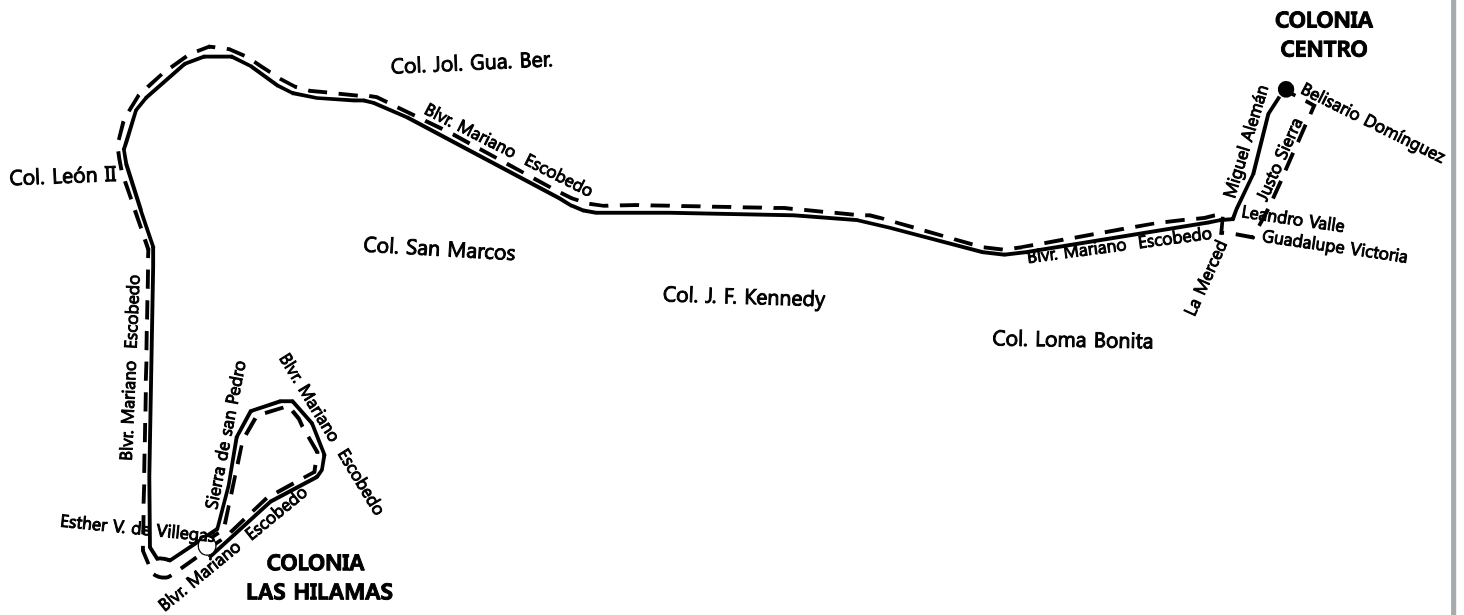 COLONIA
CENTRO
Col. Jol. Gua. Ber.
Belisario Domínguez
Miguel Alemán
Justo Sierra
Blvr. Mariano Escobedo
Col. León II
Leandro Valle
Blvr. Mariano Escobedo
Guadalupe Victoria
Col. San Marcos
La Merced
Col. J. F. Kennedy
Blvr. Mariano Escobedo
Col. Loma Bonita
Sierra de san Pedro
Blvr. Mariano Escobedo
Esther V. de Villegas
Blvr. Mariano Escobedo
COLONIA
LAS HILAMAS